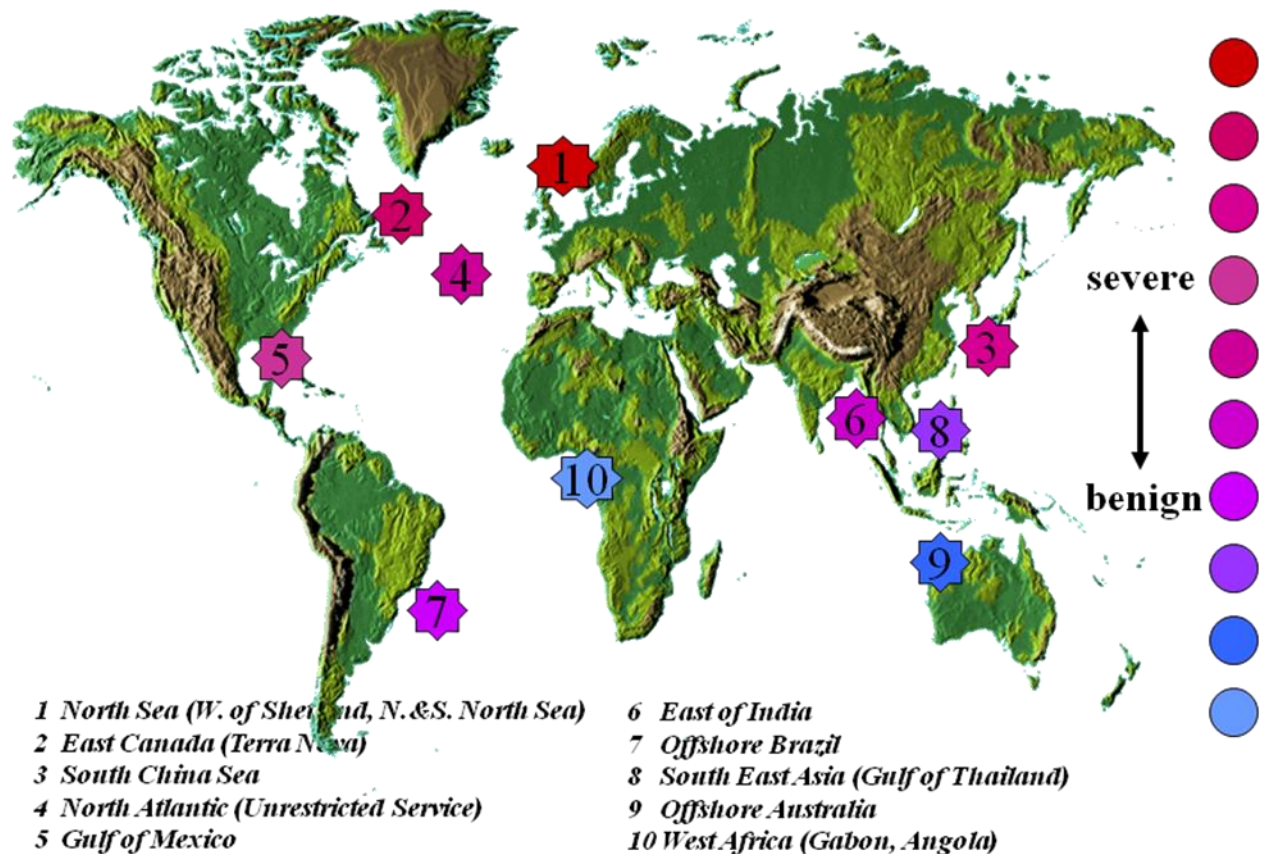 1
2
4
severe
3
5
6
8
10
benign
9
7
1 North Sea (W. of Shetland, N.&S. North Sea)
2 East Canada (Terra Nova)
3 South China Sea
4 North Atlantic (Unrestricted Service)
5 Gulf of Mexico
6 East of India
7 Offshore Brazil
8 South East Asia (Gulf of Thailand)
9 Offshore Australia
10 West Africa (Gabon, Angola)